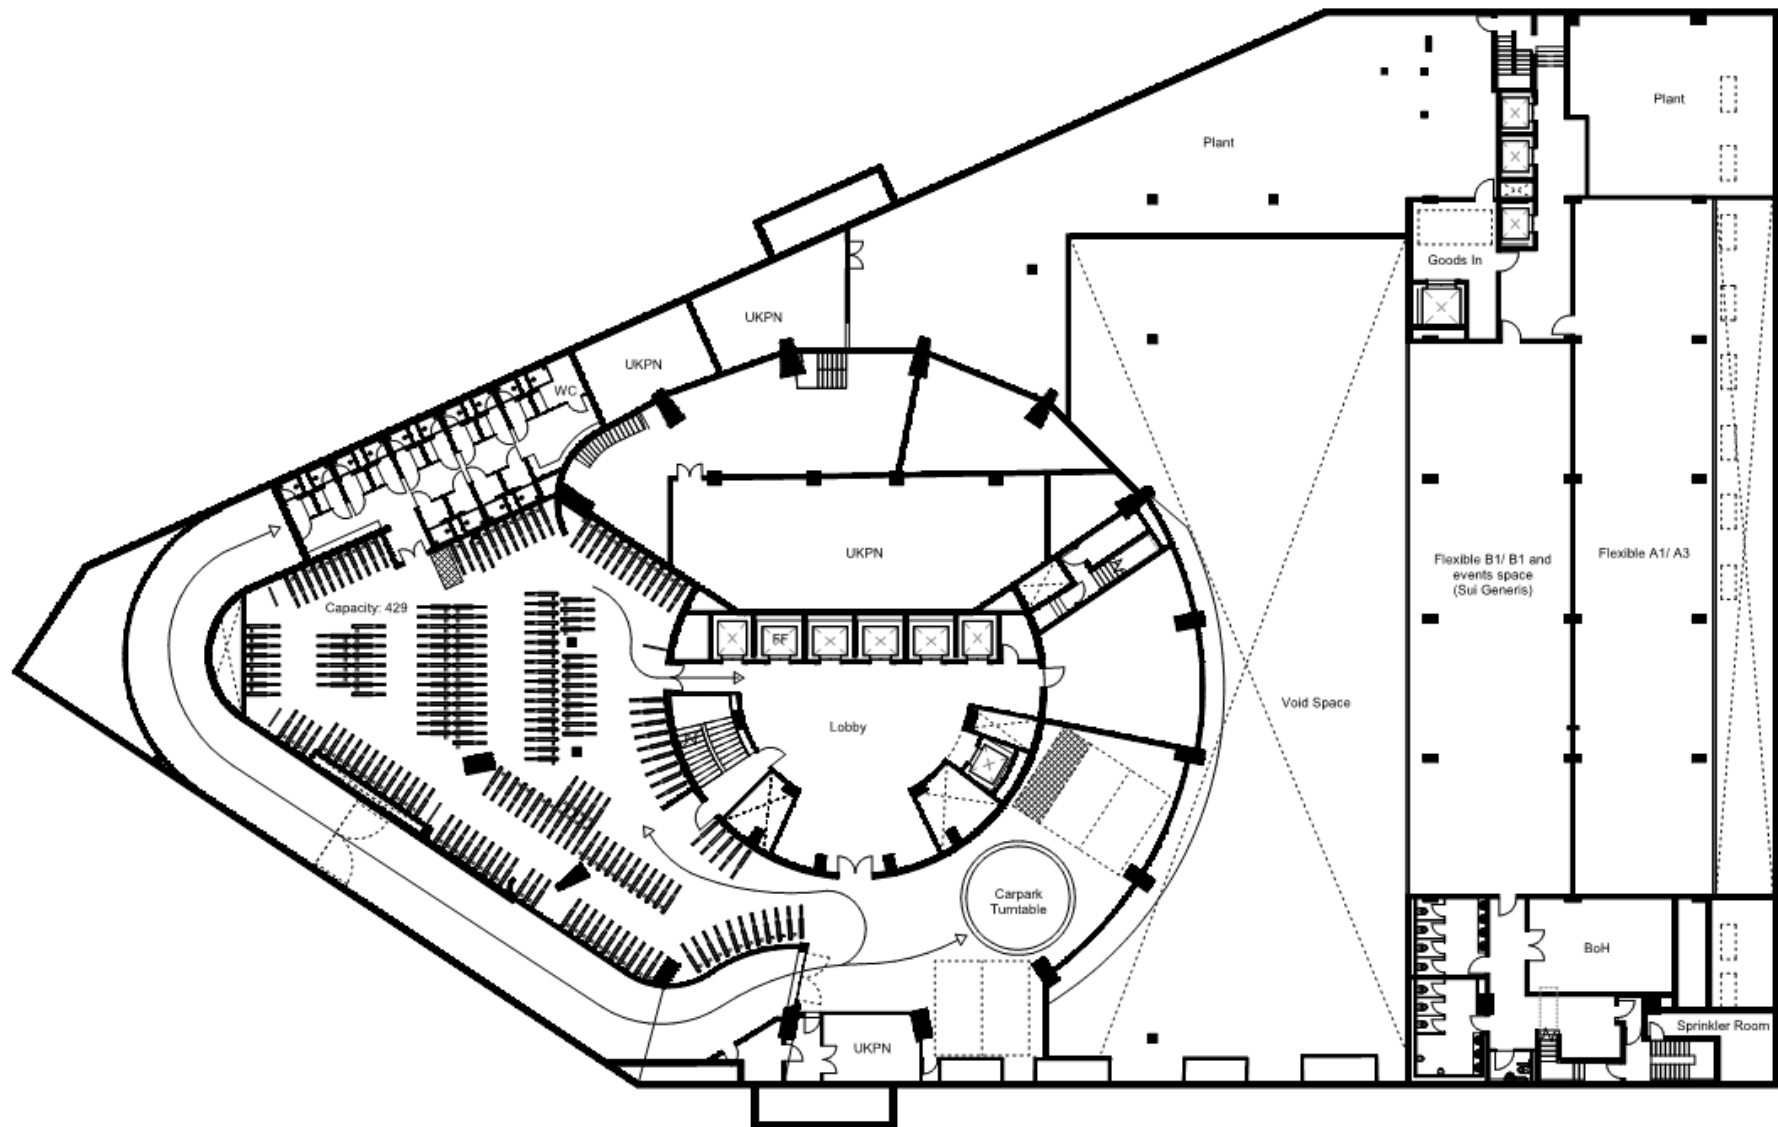 Plant
Plant
Goods In
UKPN
UKPN
WC
UKPN
Flexible B1/ B1 and
events space
(Sui Generis)
Flexible A1/ A3
Capacity: 429
FF
Lobby
Void Space
Carpark
Turntable
BoH
Sprinkler Room
UKPN